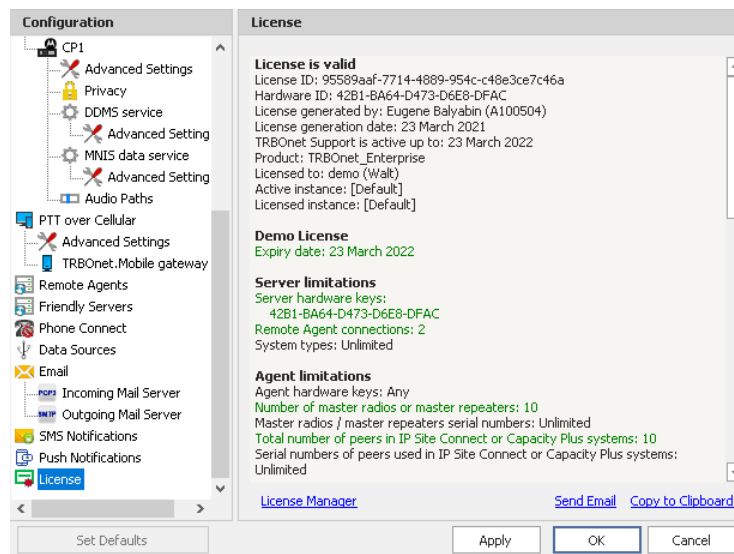 Configuration
CP1
Advanced Settings
Privacy
DDMS service
Advanced Setting
MNIS data service
Advanced Setting
Audio Paths
PTT over Cellular
Advanced Settings
TRBOnet.Mobile gateway
Remote Agents
Friendly Servers
Phone Connect
Data Sources
Email
POP3 Incoming Mail Server
SMTP Outgoing Mail Server
SMS Notifications
Push Notifications
License
Set Defaults
License
License is valid
License ID: 95589aaf-7714-4889-954c-c48e3ce7c46a
Hardware ID: 42B1-BA64-D473-D6E8-DFAC
License generated by: Eugene Balyabin (A100504)
License generation date: 23 March 2021
TRBOnet Support is active up to: 23 March 2022
Product: TRBOnet_Enterprise
Licensed to: demo (Walt)
Active instance: [Default]
Licensed instance: [Default]
Demo License
Expiry date: 23 March 2022
Server limitations
Server hardware keys:
42B1-BA64-D473-D6E8-DFAC
Remote Agent connections: 2
System types: Unlimited
Agent limitations
Agent hardware keys: Any
Number of master radios or master repeaters: 10
Master radios / master repeaters serial numbers: Unlimited
Total number of peers in IP Site Connect or Capacity Plus systems: 10
Serial numbers of peers used in IP Site Connect or Capacity Plus systems:
Unlimited
License Manager
Send Email
Copy to Clipboard
Apply
OK
Cancel